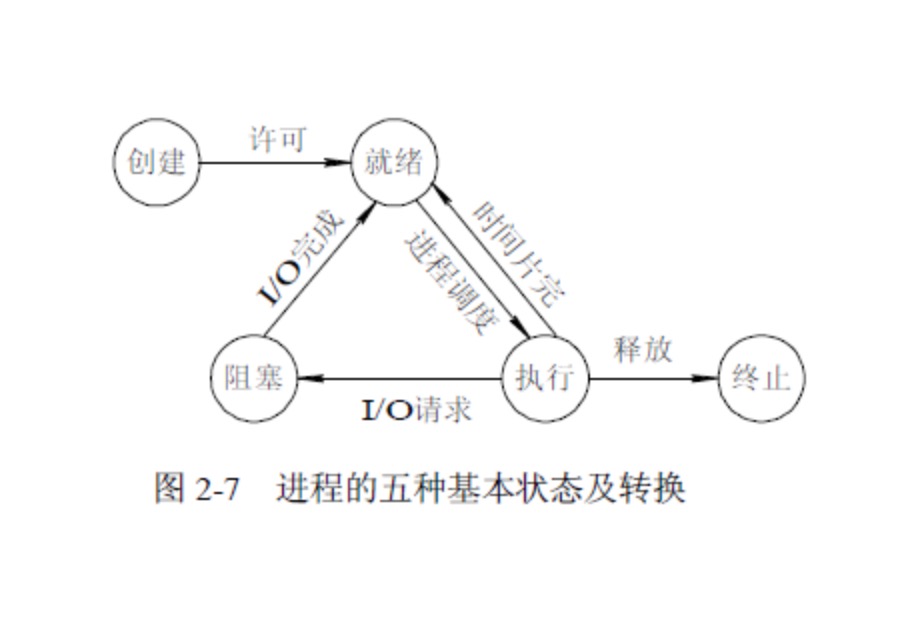 许可
创建
就绪
I/O完成
进程调度
时间片完
阻塞
I/O请求
执行
释放
终止
图 2-7 进程的五种基本状态及转换